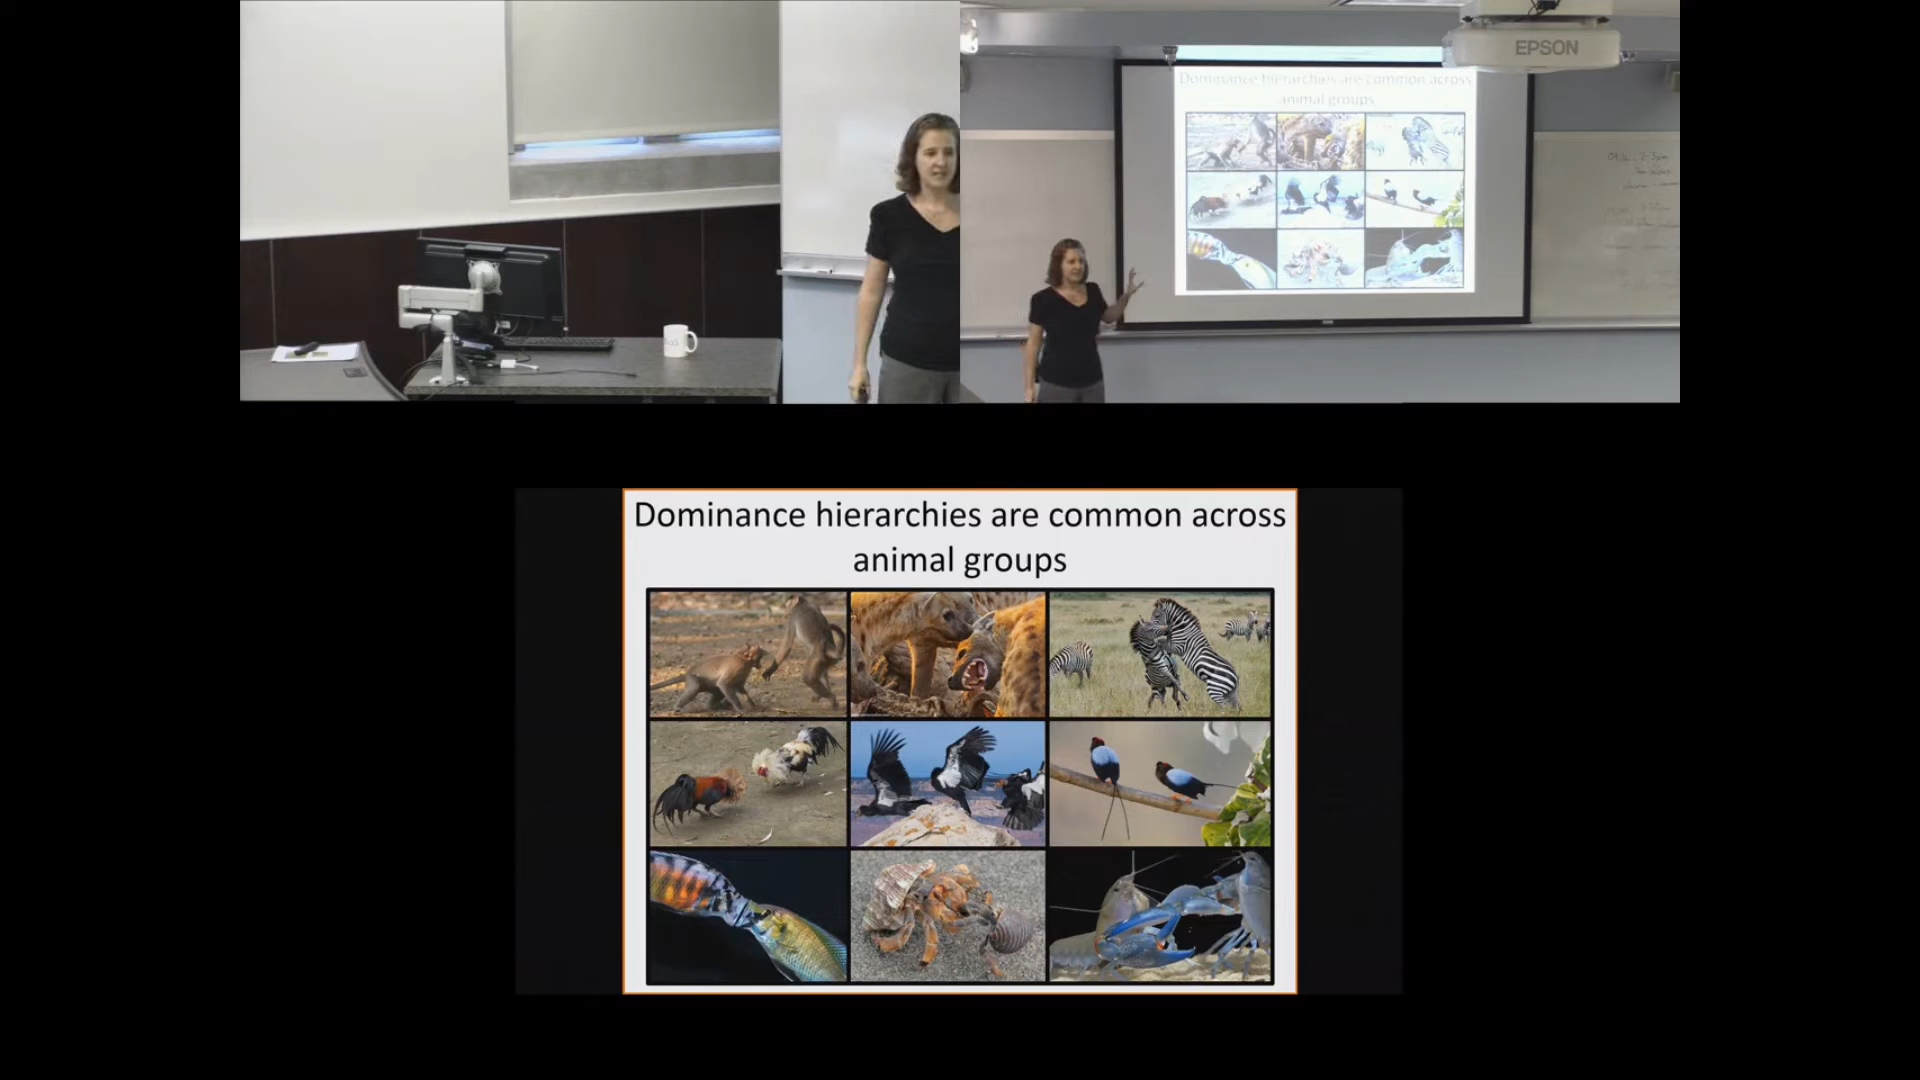 EPSON
Dominance hierarchies are common across
animal groups
Dominance hierarchies are common across
animal groups